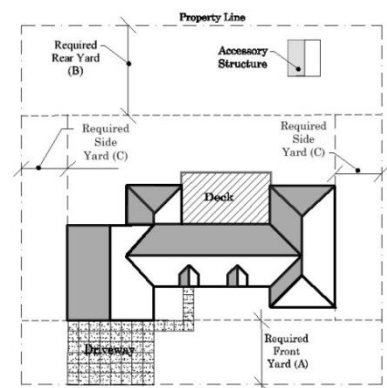 Property Line
Required
Rear Yard
(B)
Accessory
Structure
Required
Side
Yard (C)
Required
Side
Yard (C)
Deck
Driveway
Required
Front
Yard (A)